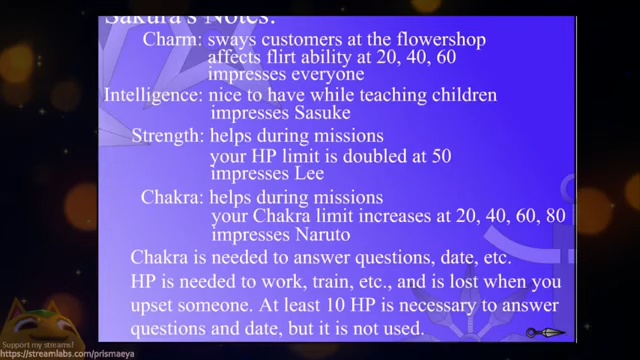 Sakura's Notes:
Charm: sways customers at the flowershop
affects flirt ability at 20, 40, 60
impresses everyone
Intelligence: nice to have while teaching children
impresses Sasuke
Strength: helps during missions
your HP limit is doubled at 50
impresses Lee
Chakra: helps during missions
your Chakra limit increases at 20, 40, 60, 80
impresses Naruto
Chakra is needed to answer questions, date, etc.
HP is needed to work, train, etc., and is lost when you
upset someone. At least 10 HP is necessary to answer
questions and date, but it is not used.
Support my streams!
https://streamlabs.com/prismaeya